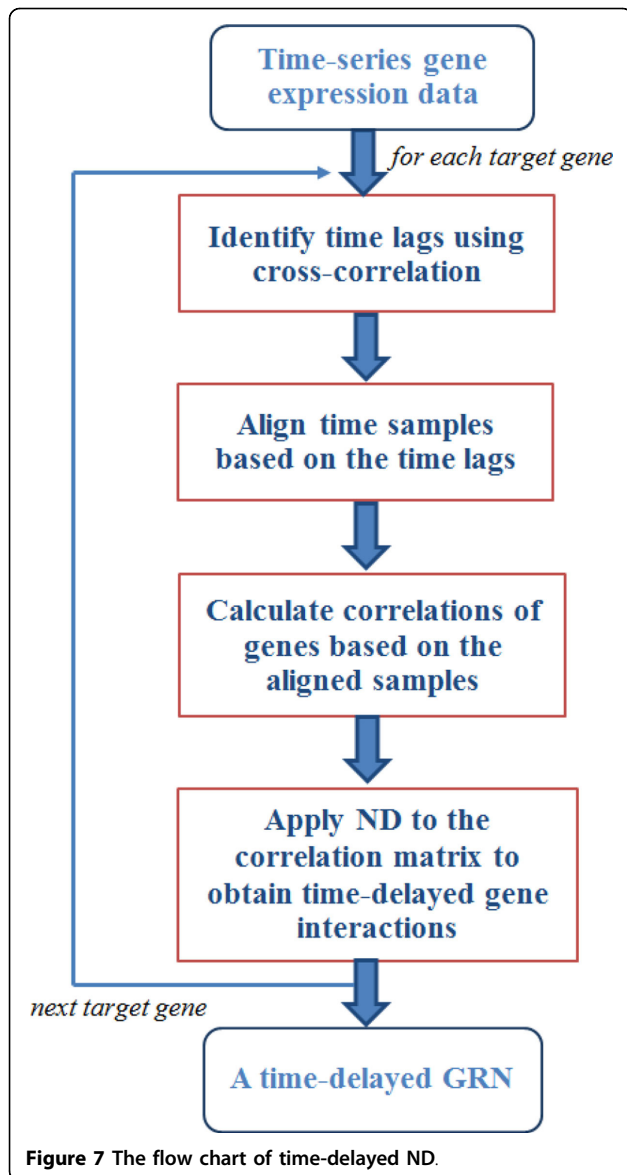 Time-series gene
expression data
for each target gene
Identify time lags using
cross-correlation
Align time samples
based on the time lags
Calculate correlations of
genes based on the
aligned samples
Apply ND to the
correlation matrix to
obtain time-delayed gene
interactions
next target gene
A time-delayed GRN
Figure 7 The flow chart of time-delayed ND.